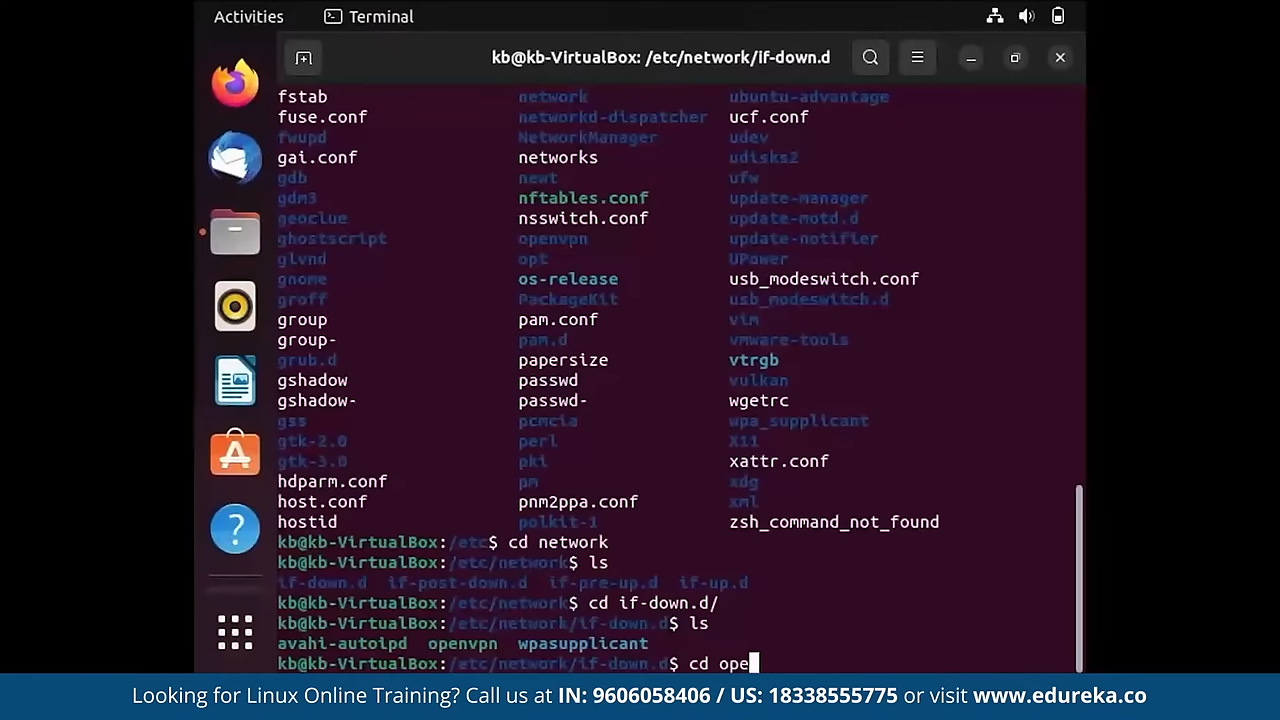 Activities Terminal
kb@kb-VirtualBox: /etc/network/if-down.d
fstab network ubuntu-advantage
fuse.conf networkd-dispatcher ucf.conf
fwupd NetworkManager udev
gai.conf networks udisks2
gdb newt ufw
gdm3 nftables.conf update-manager
geoclue nsswitch.conf update-motd.d
ghostscript openvpn update-notifier
glvnd opt UPower
gnome os-release usb_modeswitch.conf
groff PackageKit usb_modeswitch.d
group pam.conf vim
group- pam.d vmware-tools
grub.d papersize vtrgb
gshadow passwd vulkan
gshadow- passwd- wgetrc
gss pcmcia wpa_supplicant
gtk-2.0 perl X11
gtk-3.0 pki xattr.conf
hdparm.conf pm xdg
host.conf pnm2ppa.conf xml
hostid polkit-1 zsh_command_not_found
kb@kb-VirtualBox:/etc$ cd network
kb@kb-VirtualBox:/etc/network$ ls
if-down.d if-post-down.d if-pre-up.d if-up.d
kb@kb-VirtualBox:/etc/network$ cd if-down.d/
kb@kb-VirtualBox:/etc/network/if-down.d$ ls
avahi-autoipd openvpn wpasupplicant
kb@kb-VirtualBox:/etc/network/if-down.d$ cd ope
Looking for Linux Online Training? Call us at IN: 9606058406 / US: 18338555775 or visit www.edureka.co